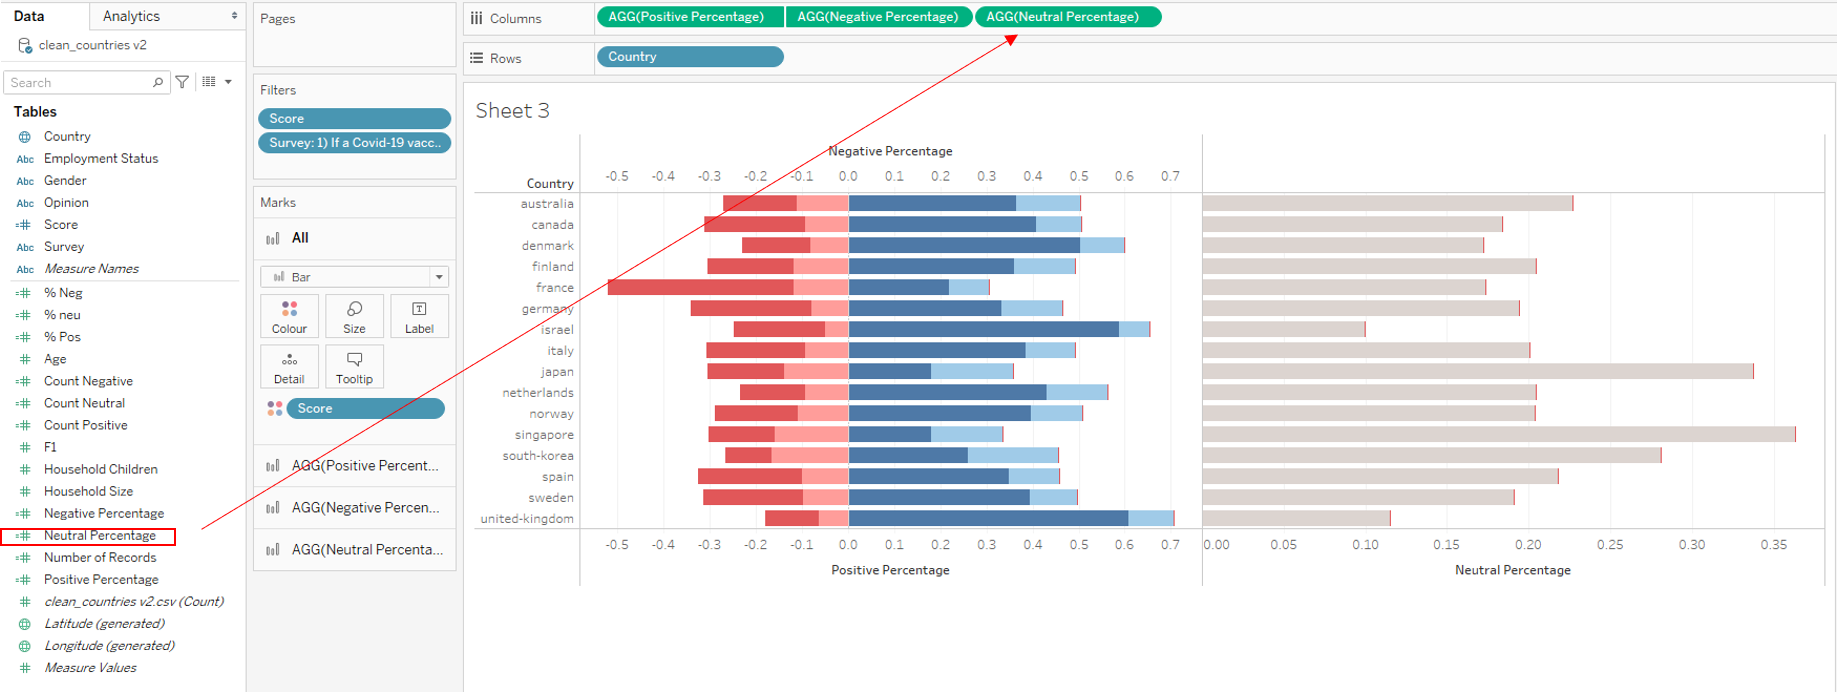 Data
Analytics
clean_countries v2
Search
Tables
Country
Abc Employment Status
Abc Gender
Abc Opinion
Score
Abc Survey
Abc Measure Names
% Neg
% neu
% Pos
Age
Count Negative
Count Neutral
Count Positive
F1
Household Children
Household Size
Negative Percentage
Neutral Percentage
Number of Records
Positive Percentage
clean_countries v2.csv (Count)
Latitude (generated)
Longitude (generated)
Measure Values
Pages
Filters
Score
Survey: 1) If a Covid-19 vacc..
Marks
All
Bar
Colour Size Label
Detail Tooltip
Score
AGG(Positive Percent...
AGG(Negative Percen...
AGG(Neutral Percenta...
Columns AGG(Positive Percentage) AGG(Negative Percentage) AGG(Neutral Percentage)
Rows Country
Sheet 3
Negative Percentage
-0.5 -0.4 -0.3 -0.2 -0.1 0.0 0.1 0.2 0.3 0.4 0.5 0.6 0.7
Country
australia
canada
denmark
finland
france
germany
israel
italy
japan
netherlands
norway
singapore
south-korea
spain
sweden
united-kingdom
-0.5 -0.4 -0.3 -0.2 -0.1 0.0 0.1 0.2 0.3 0.4 0.5 0.6 0.7
Positive Percentage
0.00 0.05 0.10 0.15 0.20 0.25 0.30 0.35
Neutral Percentage